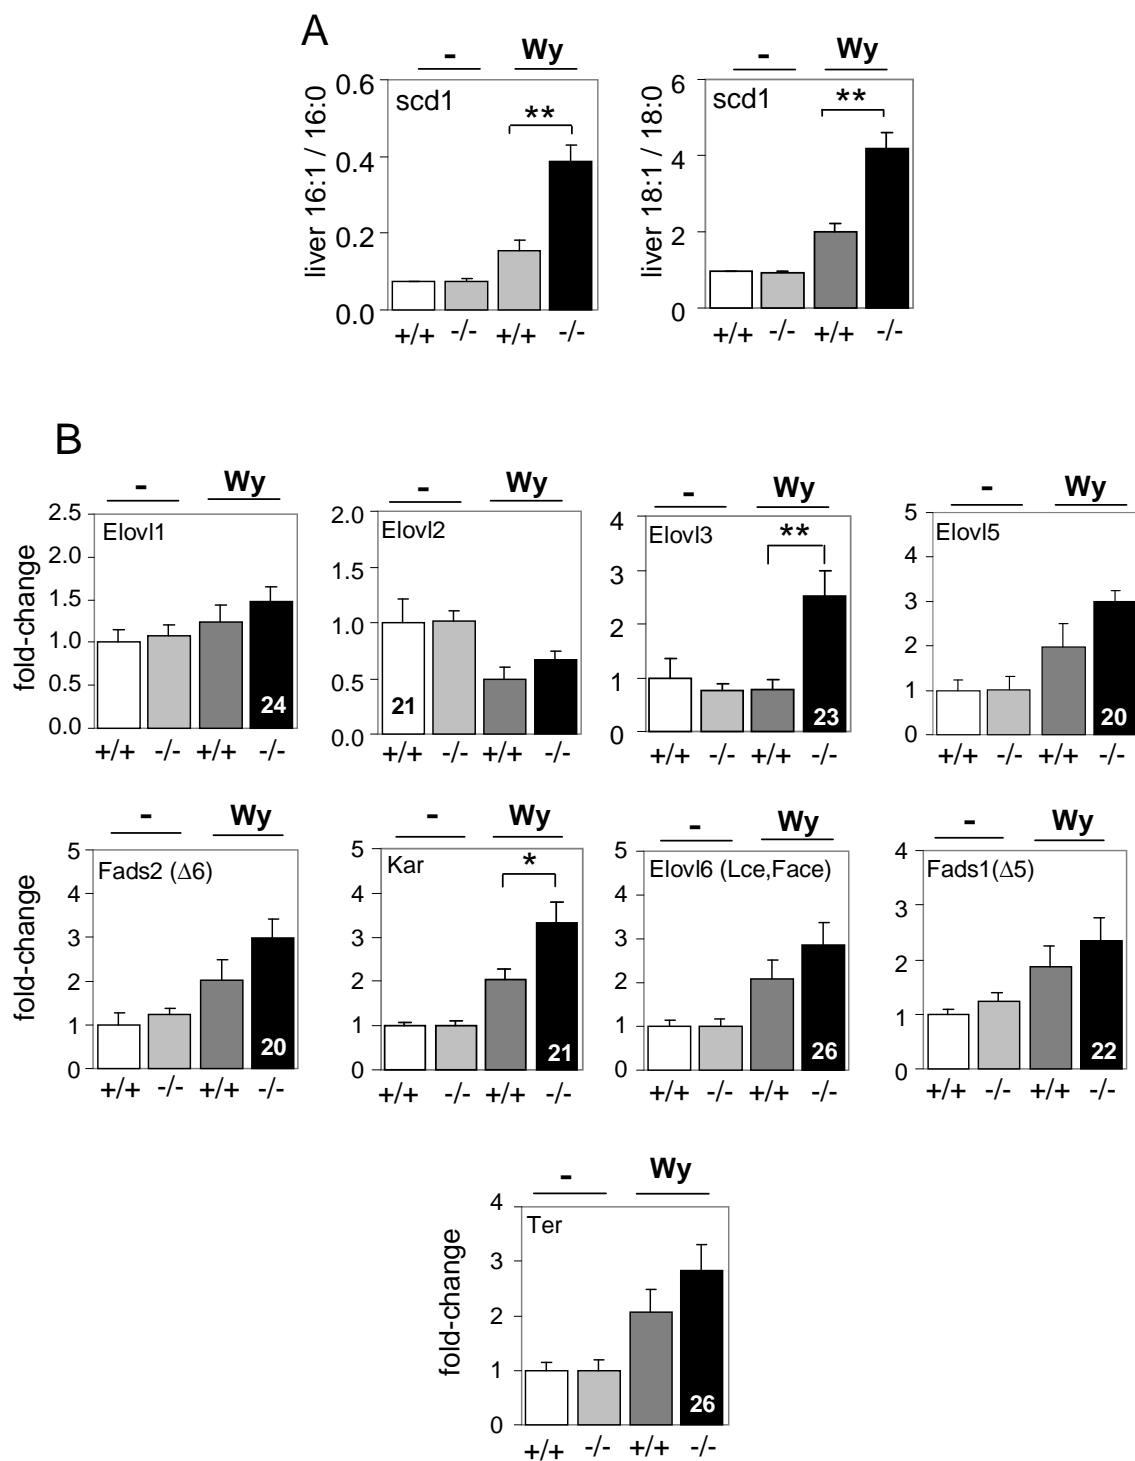 A
- Wy - Wy
liver 16:1 / 16:0
0.6
0.4
0.2
0.0
scd1
**
+/+ -/- +/+ -/-
liver 18:1 / 18:0
6
4
2
0
scd1
**
+/+ -/- +/+ -/-
B
- Wy - Wy - Wy - Wy
fold-change
2.5
2.0
1.5
1.0
0.5
0.0
Elovl1
24
+/+ -/- +/+ -/-
2.0
1.5
1.0
0.5
0.0
Elovl2
21
+/+ -/- +/+ -/-
4
3
2
1
0
Elovl3
**
23
+/+ -/- +/+ -/-
5
4
3
2
1
0
Elovl5
20
+/+ -/- +/+ -/-
- Wy - Wy - Wy - Wy
fold-change
5
4
3
2
1
0
Fads2 (Δ6)
20
+/+ -/- +/+ -/-
5
4
3
2
1
0
Kar
*
21
+/+ -/- +/+ -/-
5
4
3
2
1
0
Elovl6 (Lce,Face)
26
+/+ -/- +/+ -/-
4
3
2
1
0
Fads1(Δ5)
22
+/+ -/- +/+ -/-
- Wy
fold-change
4
3
2
1
0
Ter
26
+/+ -/- +/+ -/-